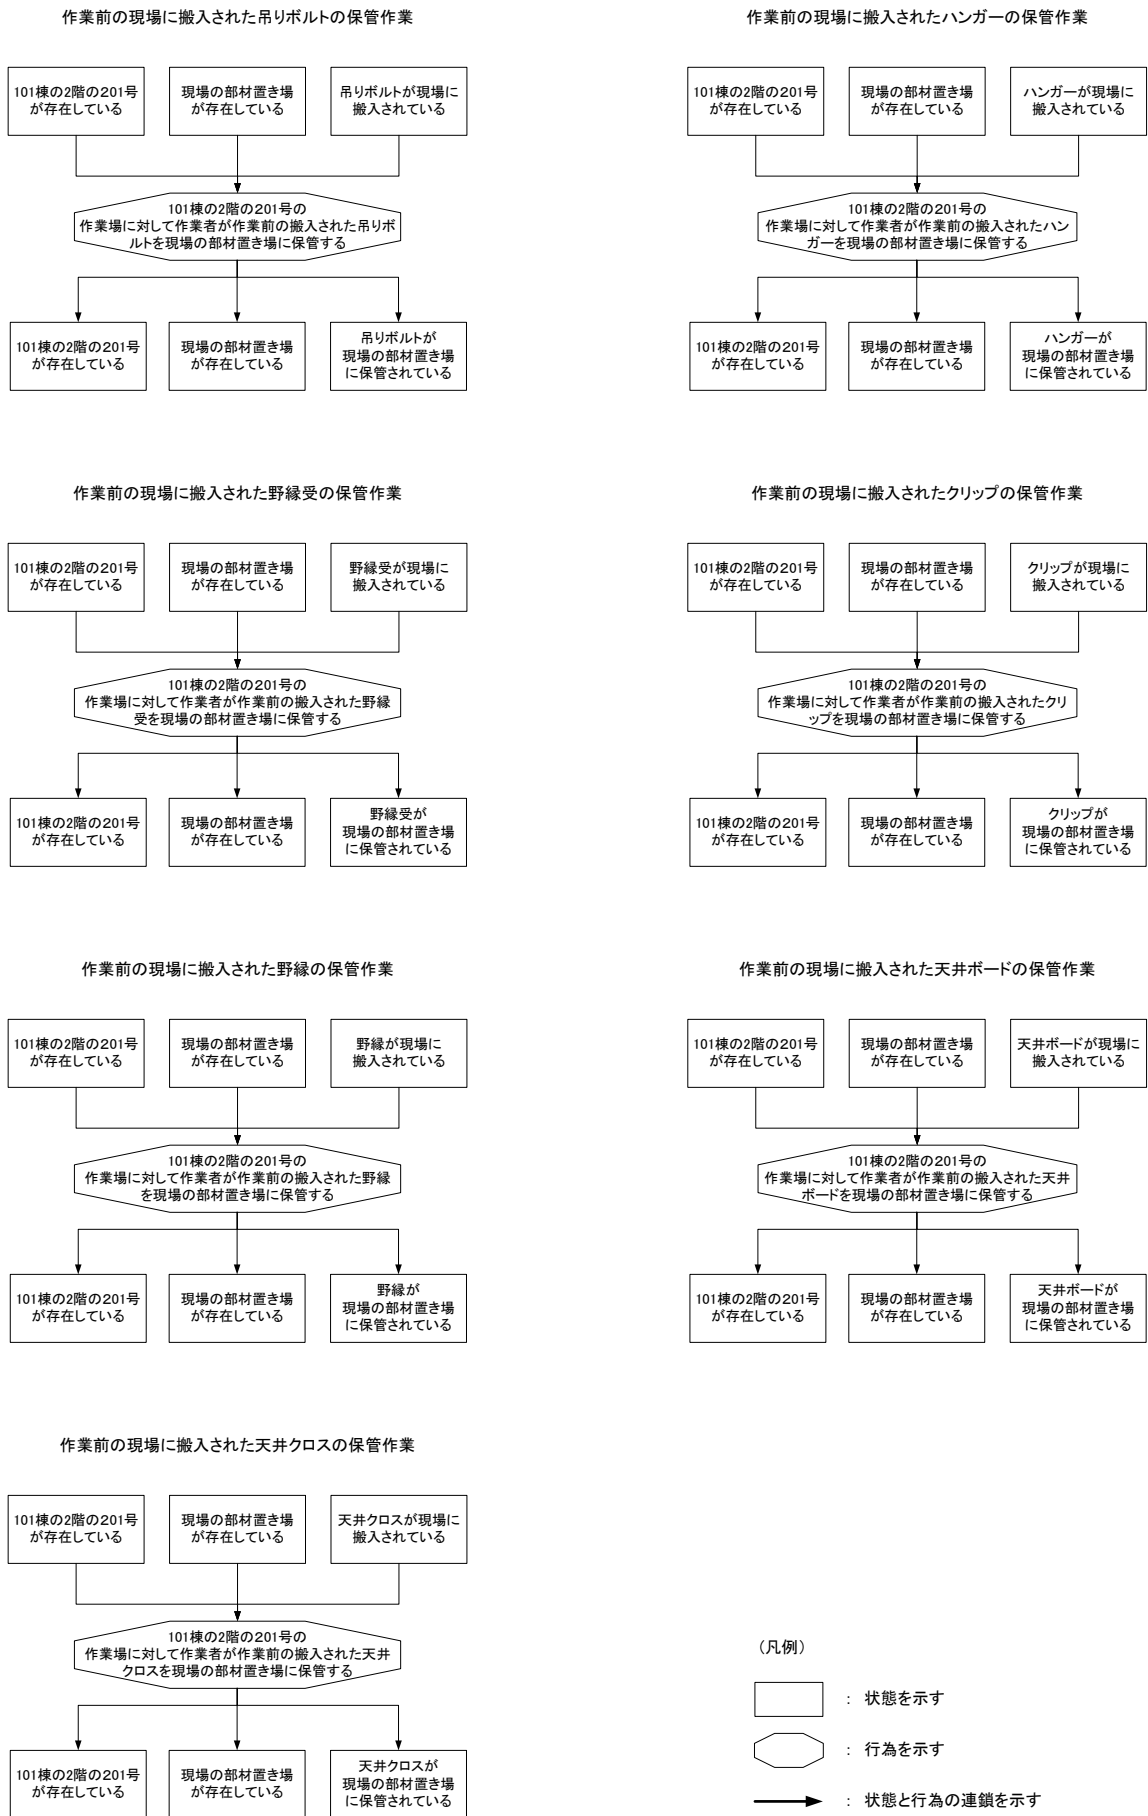 作業前の現場に搬入された吊りボルトの保管作業
101棟の2階の201号
が存在している
現場の部材置き場
が存在している
吊りボルトが現場に
搬入されている
101棟の2階の201号の
作業場に対して作業者が作業前の搬入された吊りボ
ルトを現場の部材置き場に保管する
101棟の2階の201号
が存在している
現場の部材置き場
が存在している
吊りボルトが
現場の部材置き場
に保管されている
作業前の現場に搬入されたハンガーの保管作業
101棟の2階の201号
が存在している
現場の部材置き場
が存在している
ハンガーが現場に
搬入されている
101棟の2階の201号の
作業場に対して作業者が作業前の搬入されたハン
ガーを現場の部材置き場に保管する
101棟の2階の201号
が存在している
現場の部材置き場
が存在している
ハンガーが
現場の部材置き場
に保管されている
作業前の現場に搬入された野縁受の保管作業
101棟の2階の201号
が存在している
現場の部材置き場
が存在している
野縁受が現場に
搬入されている
101棟の2階の201号の
作業場に対して作業者が作業前の搬入された野縁
受を現場の部材置き場に保管する
101棟の2階の201号
が存在している
現場の部材置き場
が存在している
野縁受が
現場の部材置き場
に保管されている
作業前の現場に搬入されたクリップの保管作業
101棟の2階の201号
が存在している
現場の部材置き場
が存在している
クリップが現場に
搬入されている
101棟の2階の201号の
作業場に対して作業者が作業前の搬入されたクリ
ップを現場の部材置き場に保管する
101棟の2階の201号
が存在している
現場の部材置き場
が存在している
クリップが
現場の部材置き場
に保管されている
作業前の現場に搬入された野縁の保管作業
101棟の2階の201号
が存在している
現場の部材置き場
が存在している
野縁が現場に
搬入されている
101棟の2階の201号の
作業場に対して作業者が作業前の搬入された野縁
を現場の部材置き場に保管する
101棟の2階の201号
が存在している
現場の部材置き場
が存在している
野縁が
現場の部材置き場
に保管されている
作業前の現場に搬入された天井ボードの保管作業
101棟の2階の201号
が存在している
現場の部材置き場
が存在している
天井ボードが現場に
搬入されている
101棟の2階の201号の
作業場に対して作業者が作業前の搬入された天井
ボードを現場の部材置き場に保管する
101棟の2階の201号
が存在している
現場の部材置き場
が存在している
天井ボードが
現場の部材置き場
に保管されている
作業前の現場に搬入された天井クロスの保管作業
101棟の2階の201号
が存在している
現場の部材置き場
が存在している
天井クロスが現場に
搬入されている
101棟の2階の201号の
作業場に対して作業者が作業前の搬入された天井
クロスを現場の部材置き場に保管する
101棟の2階の201号
が存在している
現場の部材置き場
が存在している
天井クロスが
現場の部材置き場
に保管されている
(凡例)
： 状態を示す
： 行為を示す
： 状態と行為の連鎖を示す